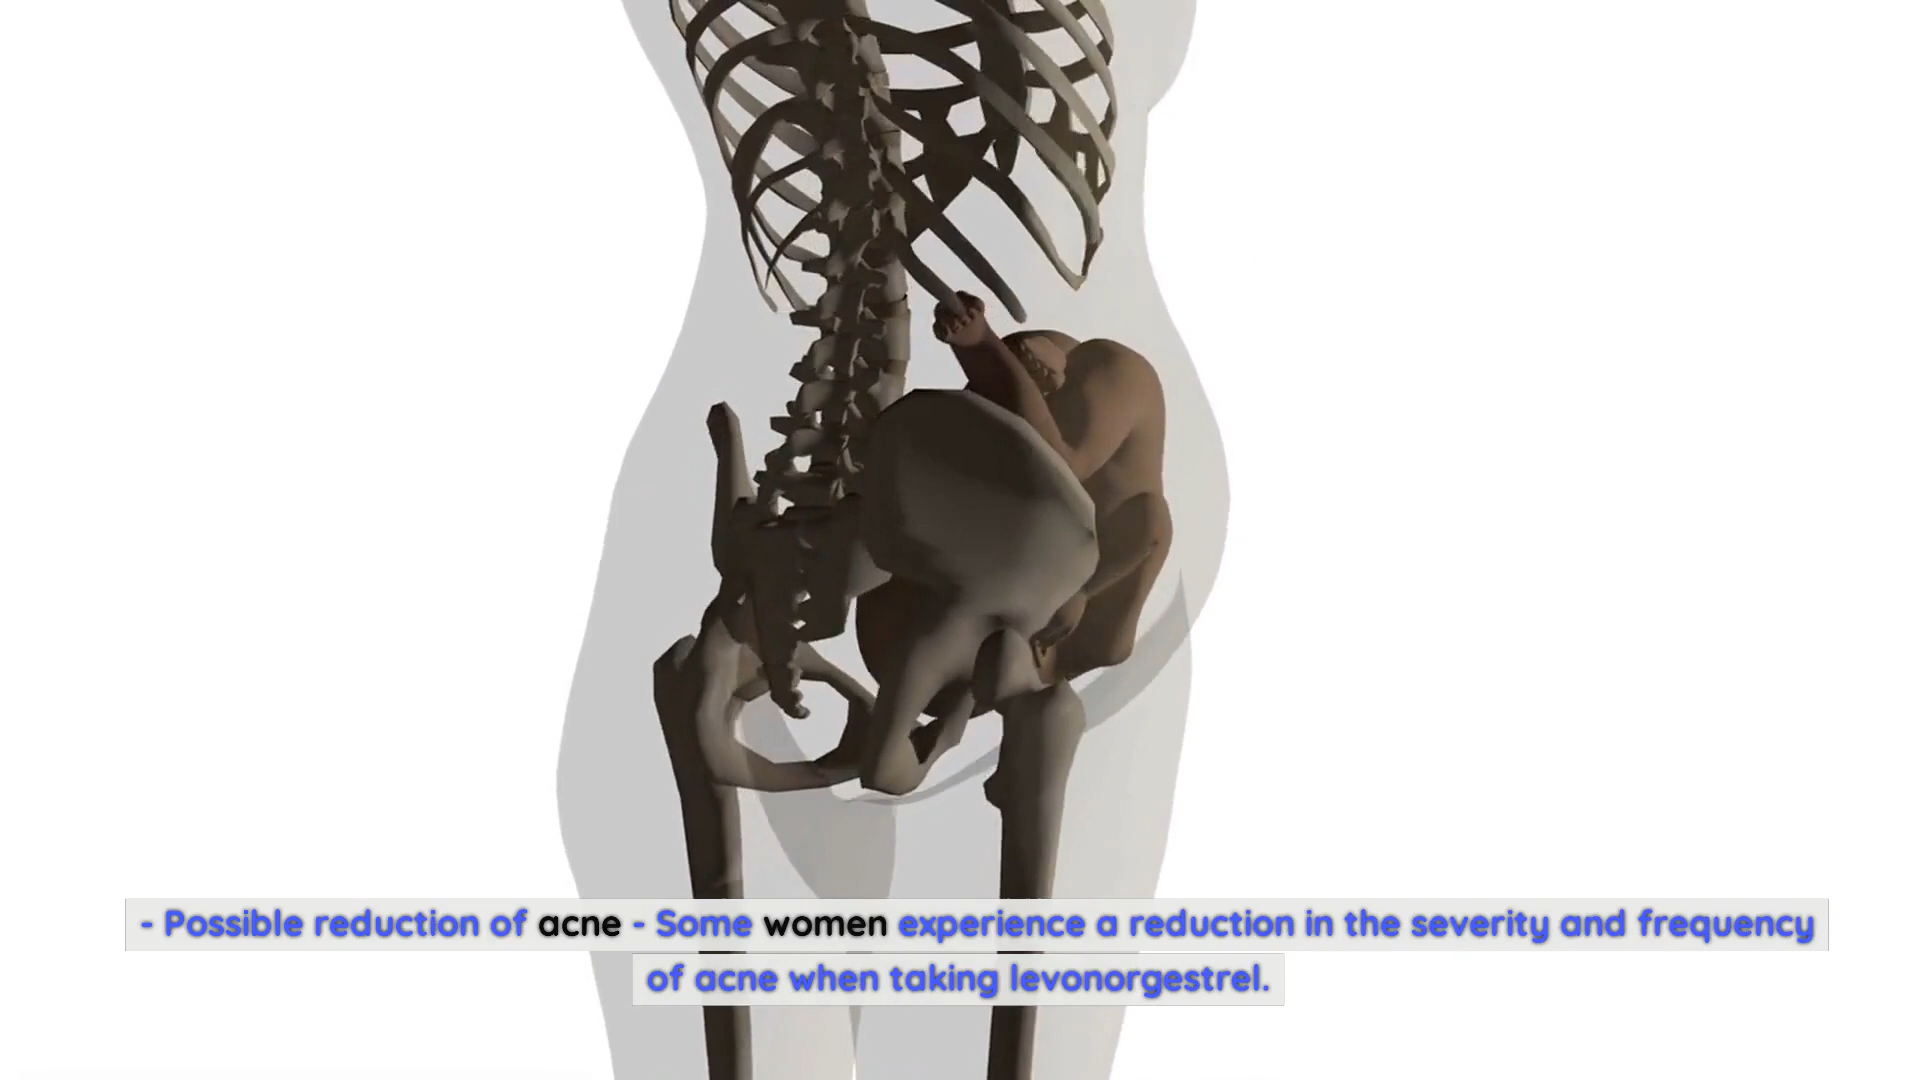 - Possible reduction of acne - Some women experience a reduction in the severity and frequency
of acne when taking levonorgestrel.